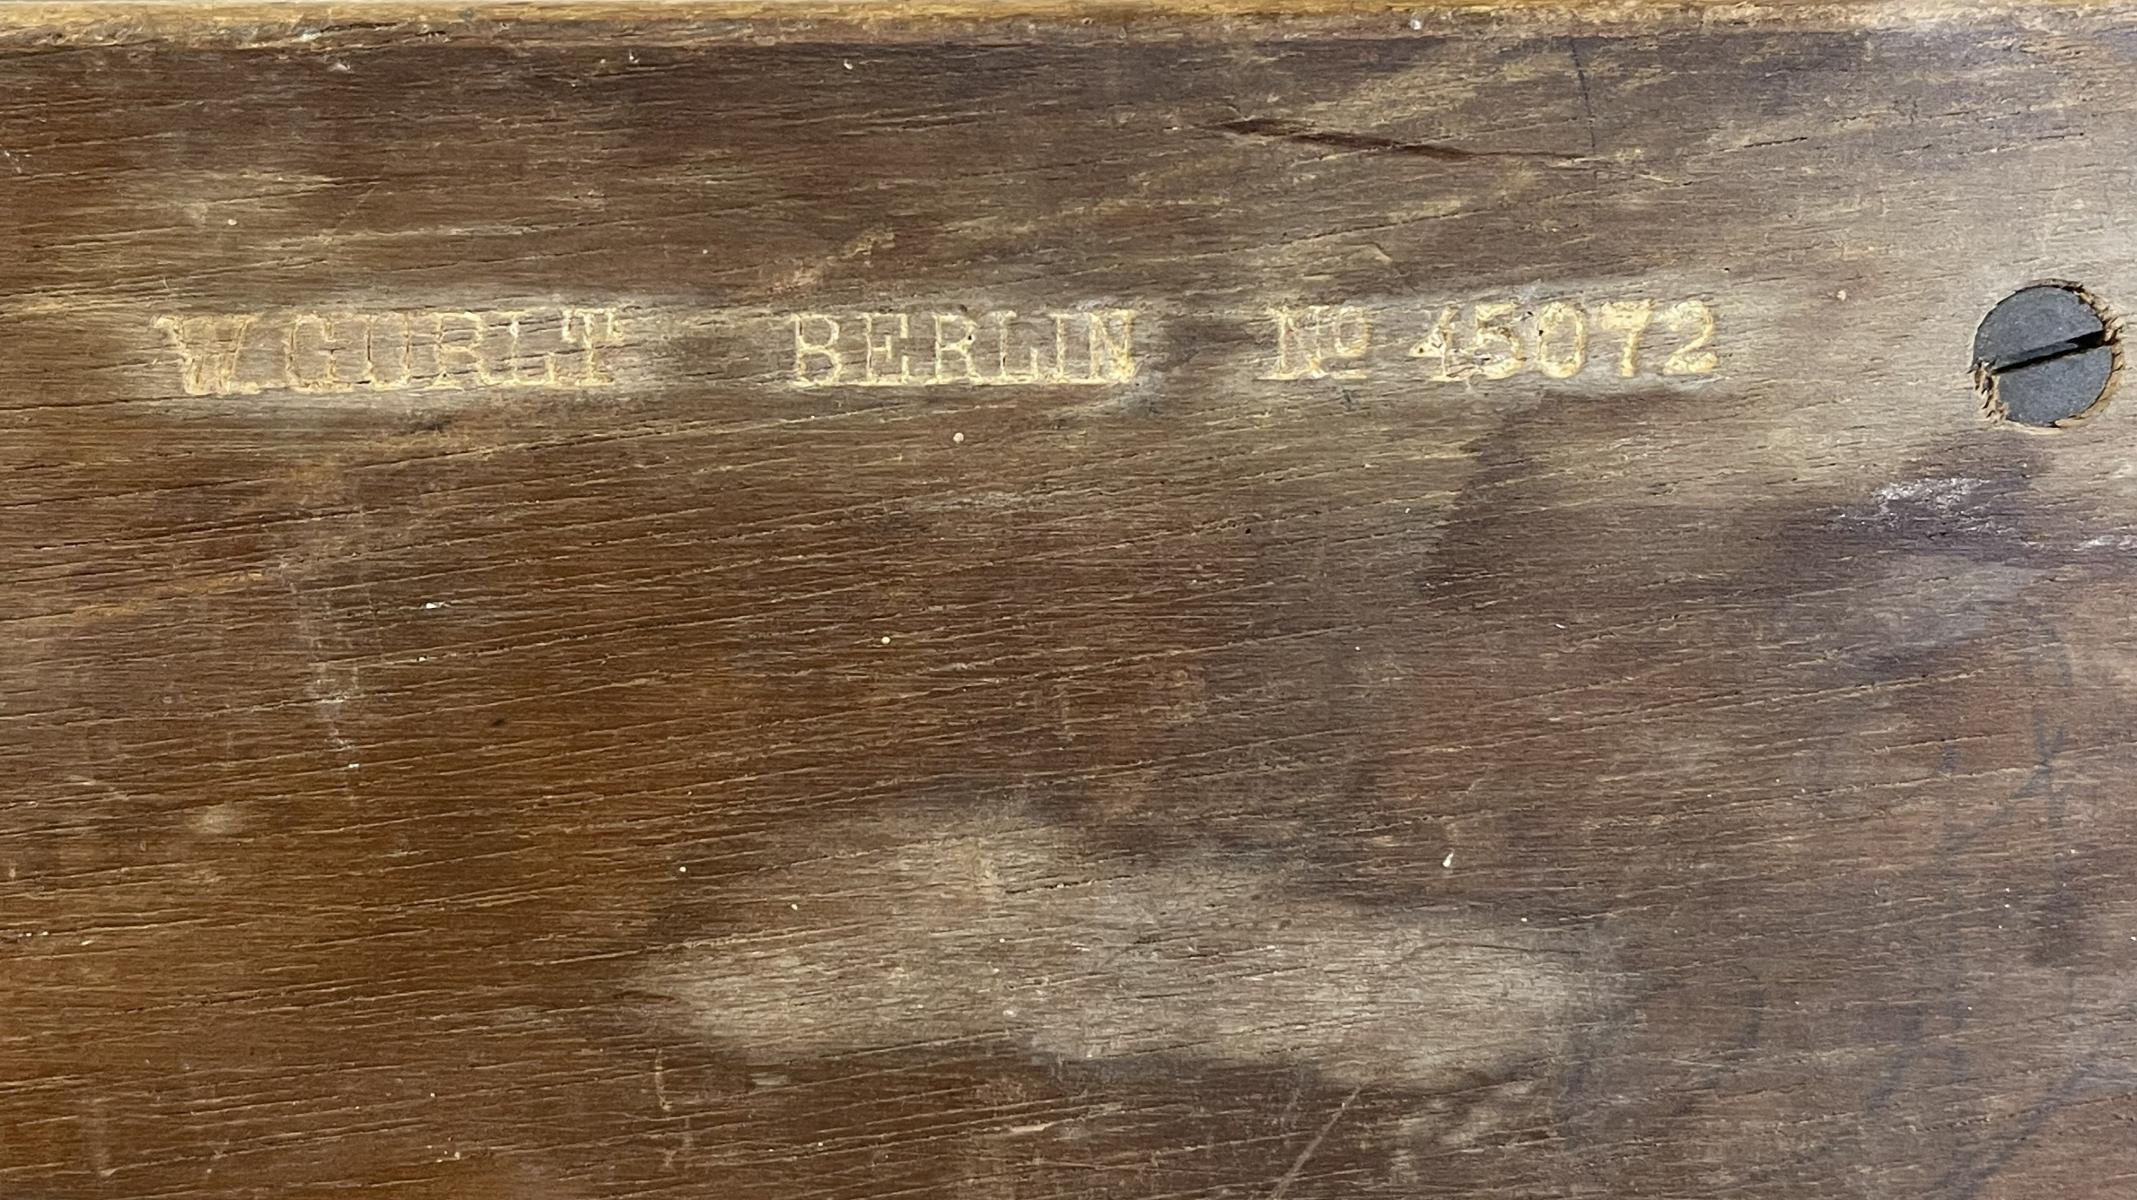 W. GURLT BERLIN No 45072